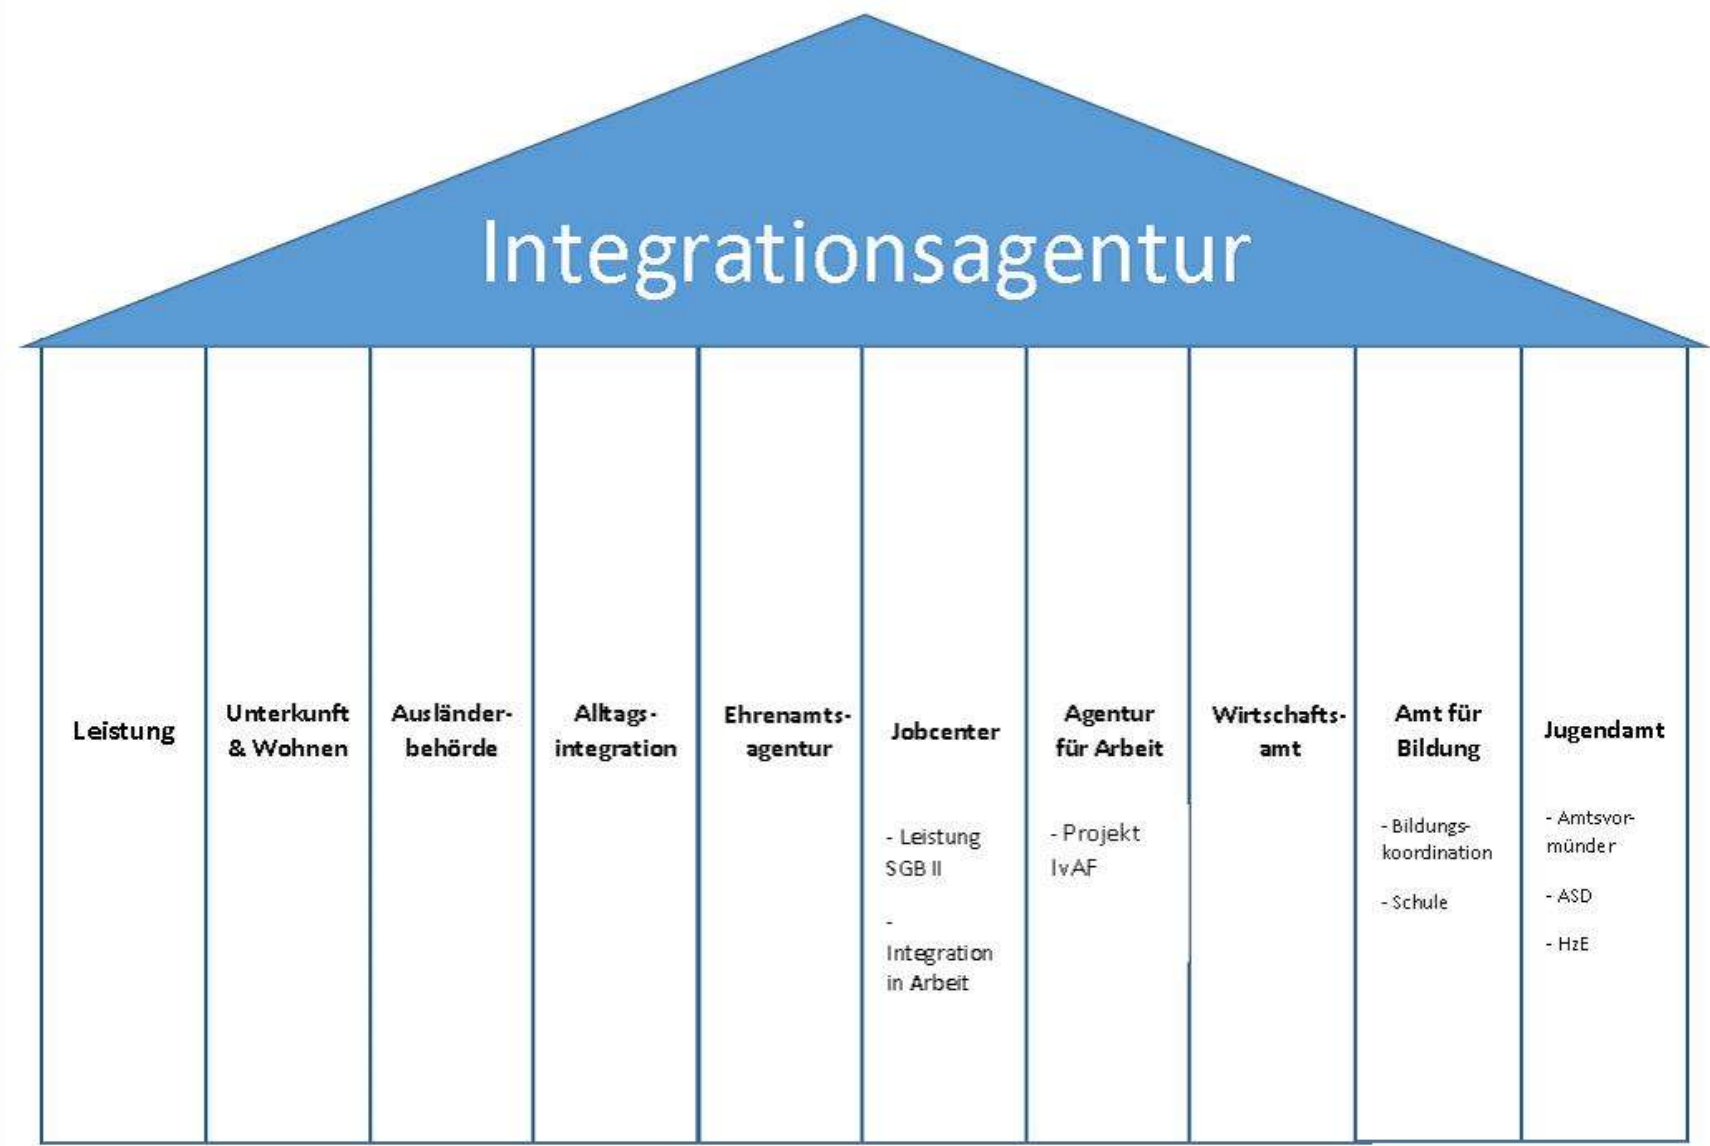 Integrationsagentur
Leistung
Unterkunft
& Wohnen
Ausländer-
behörde
Alltags-
integration
Ehrenamts-
agentur
Jobcenter
- Leistung
SGB II
-
Integration
in Arbeit
Agentur
für Arbeit
- Projekt
IvAF
Wirtschafts-
amt
Amt für
Bildung
- Bildungs-
koordination
- Schule
Jugendamt
- Amtsvor-
münder
- ASD
- HzE